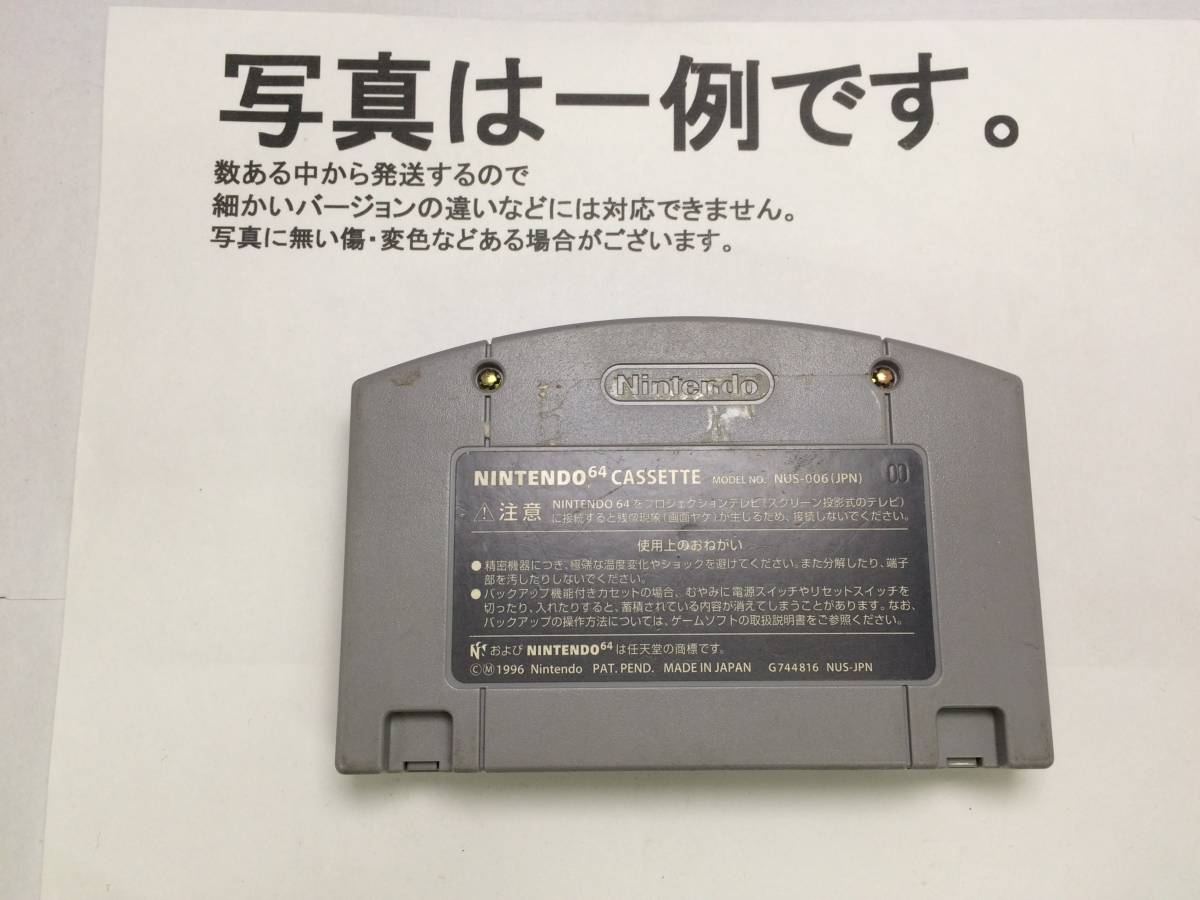 写真は一例です。
数ある中から発送するので
細かいバージョンの違いなどには対応できません。
写真に無い傷・変色などある場合がございます。
Nintendo
NINTENDO64 CASSETTE MODEL NO. NUS-006(JPN) 00
注意 NINTENDO 64をプロジェクションテレビ(スクリーン投影式のテレビ)
に接続すると残像現象(画面ヤケ)が生じるため、接続しないでください。
使用上のおねがい
●精密機器につき、極端な温度変化やショックを避けてください。また分解したり、端子
部を汚したりしないでください。
●バックアップ機能付きカセットの場合、むやみに電源スイッチやリセットスイッチを
切ったり、入れたりすると、蓄積されている内容が消えてしまうことがあります。なお、
バックアップの操作方法については、ゲームソフトの取扱説明書をご参照ください。
および NINTENDO64 は任天堂の商標です。
©Ⓜ1996 Nintendo PAT. PEND. MADE IN JAPAN G744816 NUS-JPN